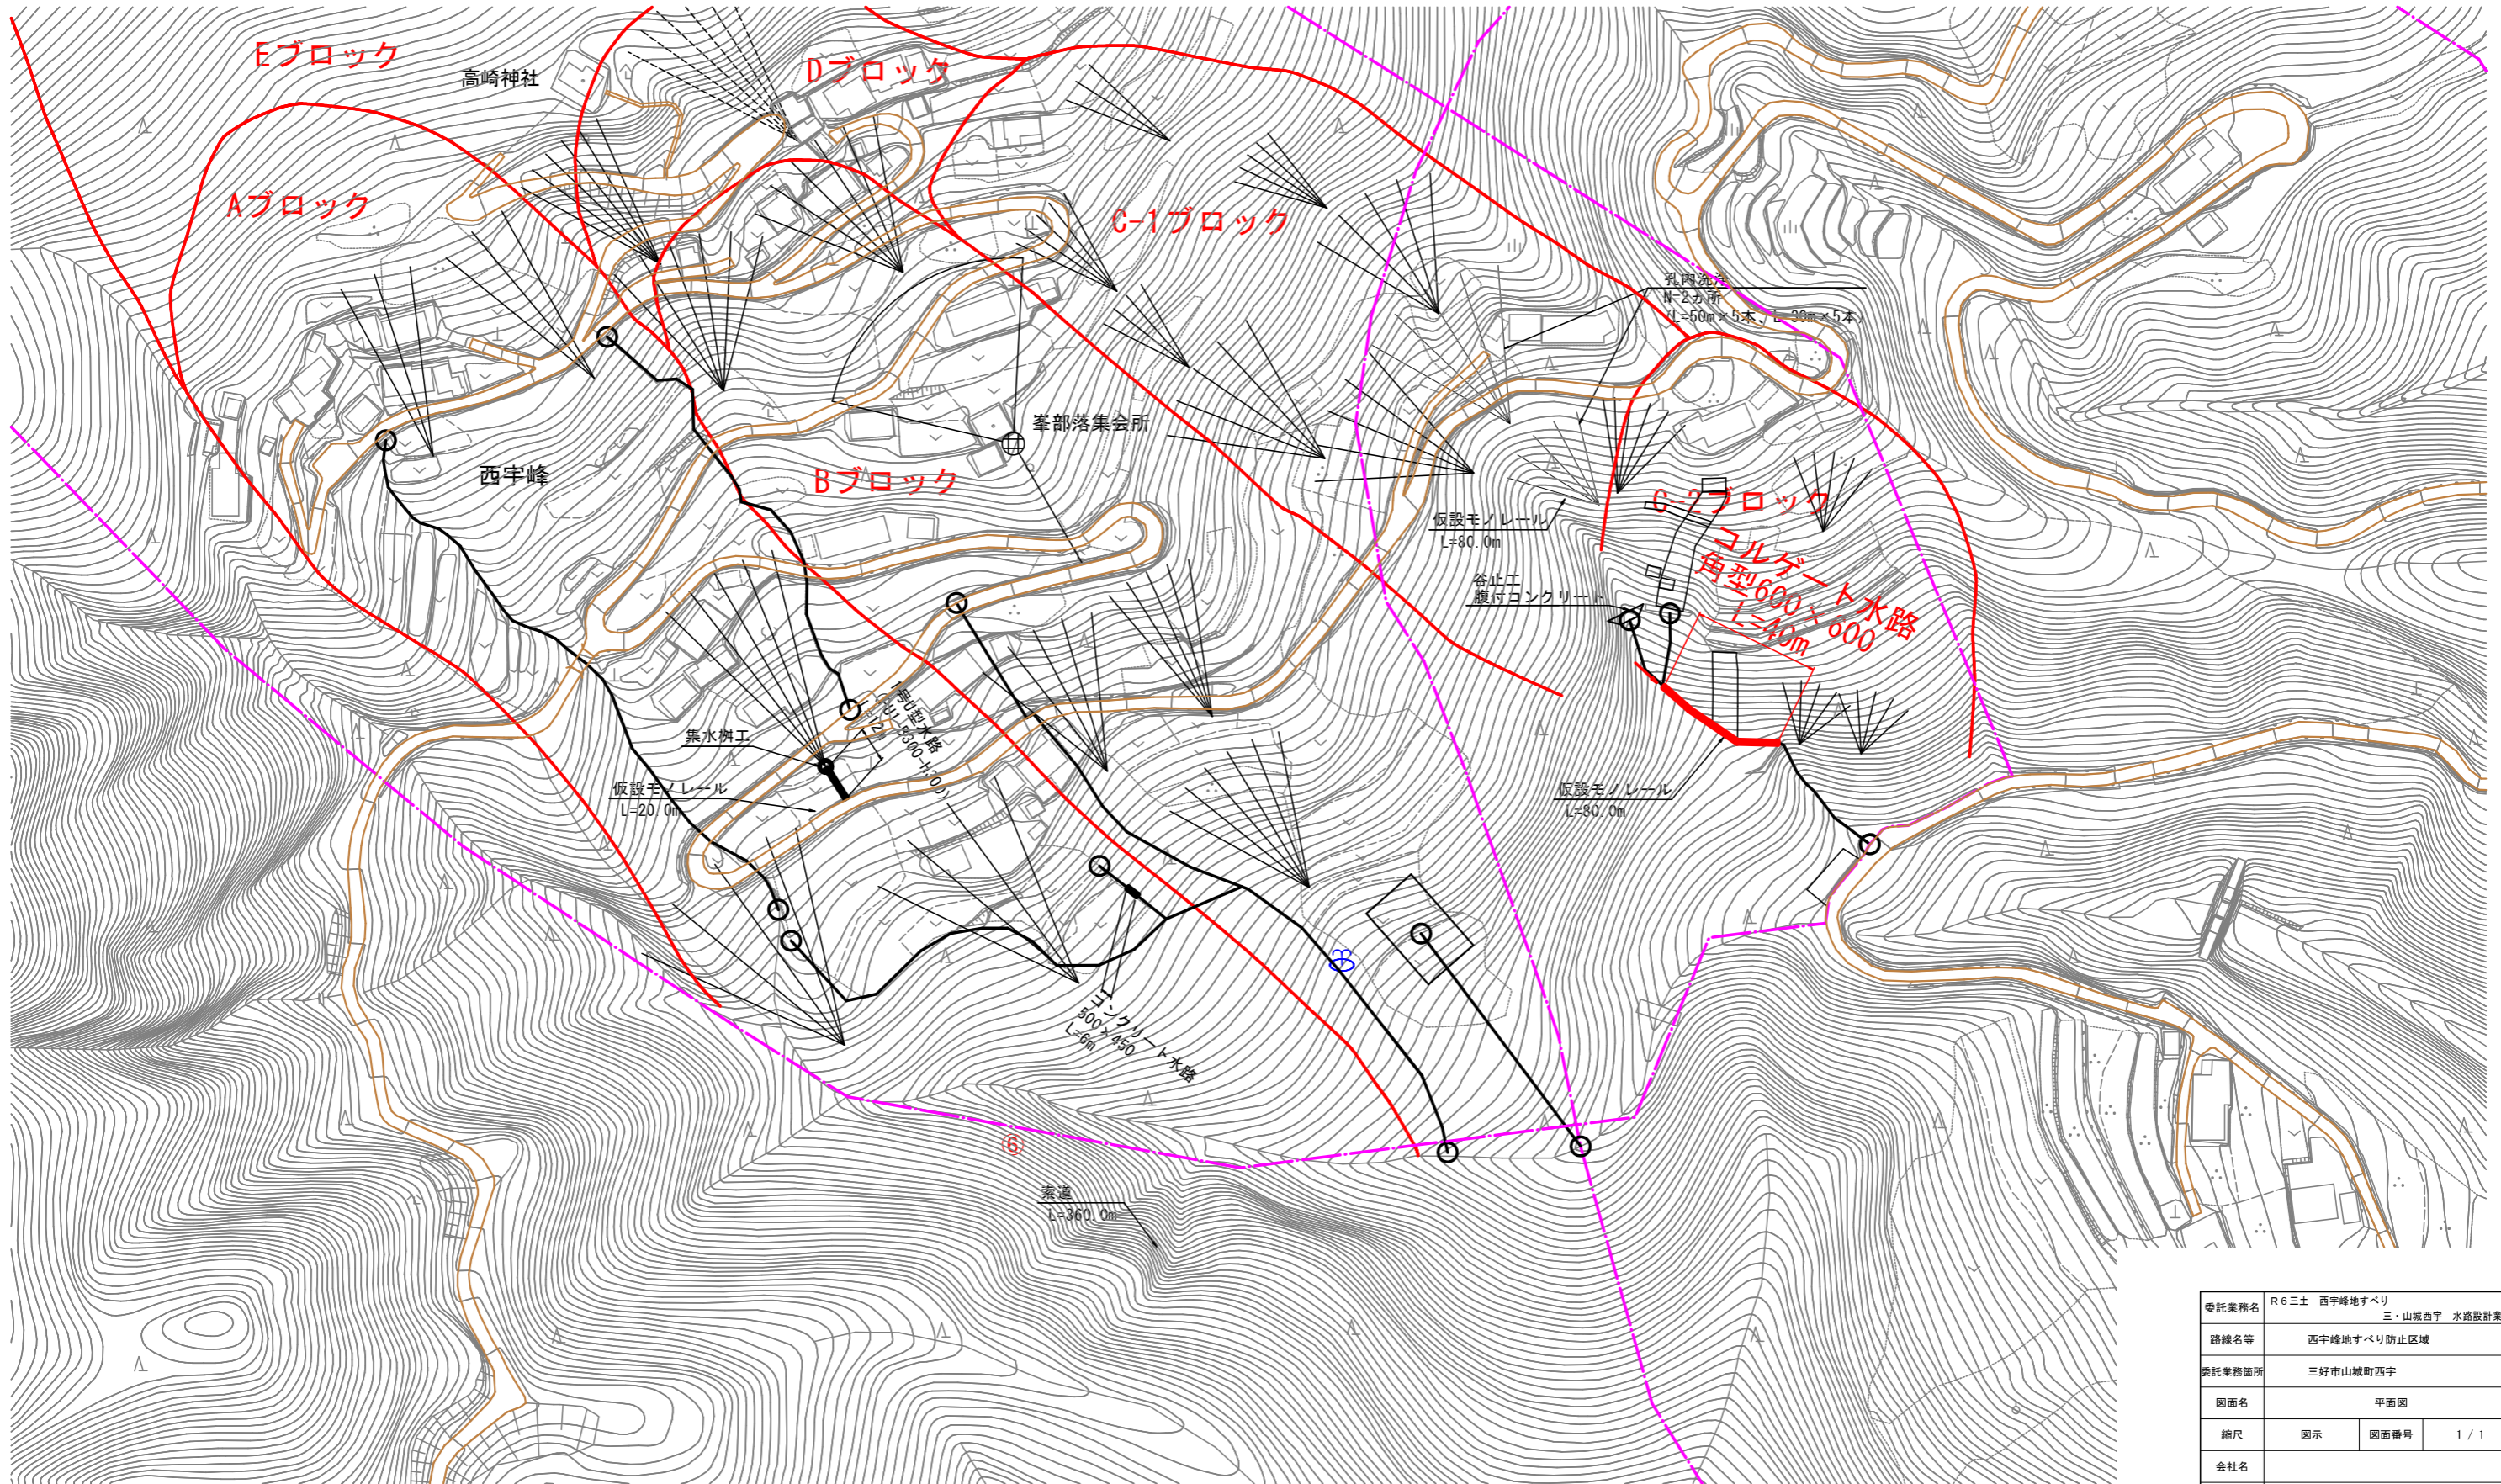 Eブロック
高崎神社
Dブロック
Aブロック
C-1ブロック
孔内洗浄
N=2カ所
(L=50m×5本、L=30m×5本)
峯部落集会所
西宇峰
Bブロック
C-2ブロック
仮設モノレール
L=80.0m
コルゲート水路
角型600×600
L=40m
谷止工
腹付コンクリート
1号U型水路
集水桝工
仮設モノレール
L=20.0m
仮設モノレール
L=80.0m
コンクリート水路
500×450
L=6m
⑥
索道
L=360.0m
委託業務名 R6三土 西宇峰地すべり
三・山城西宇 水路設計業
路線名等 西宇峰地すべり防止区域
委託業務箇所 三好市山城町西宇
図面名 平面図
縮尺 図示 図面番号 1 / 1
会社名